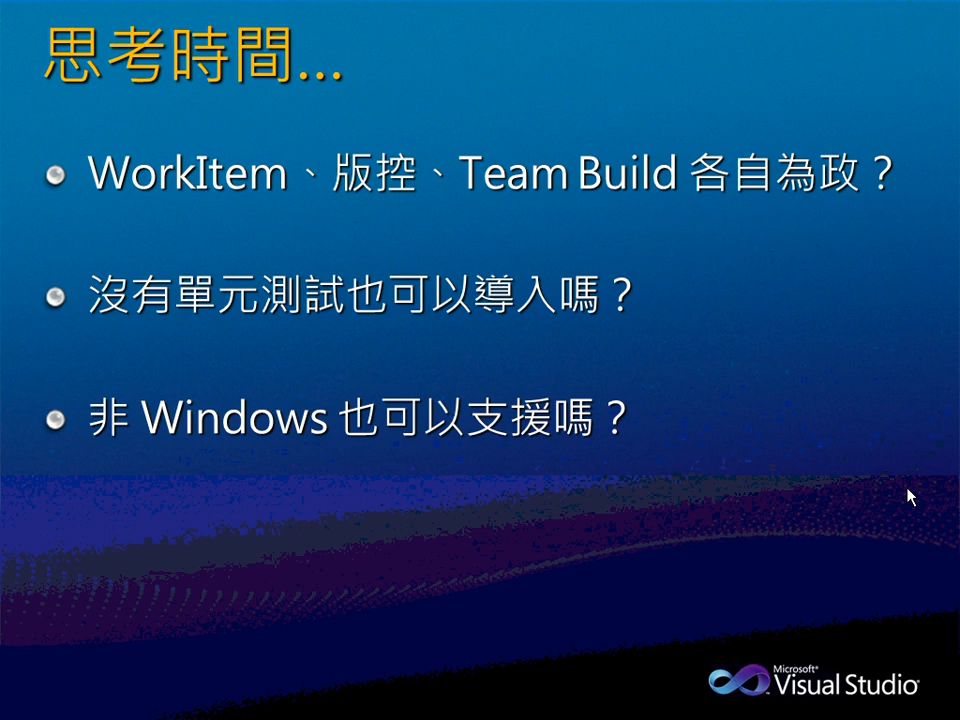 思考時間...
WorkItem、版控、Team Build 各自為政？
沒有單元測試也可以導入嗎？
非 Windows 也可以支援嗎？
Microsoft®
Visual Studio®